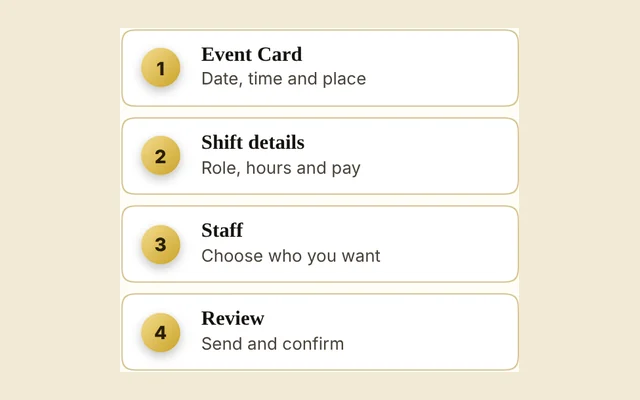 1
Event Card
Date, time and place
2
Shift details
Role, hours and pay
3
Staff
Choose who you want
4
Review
Send and confirm